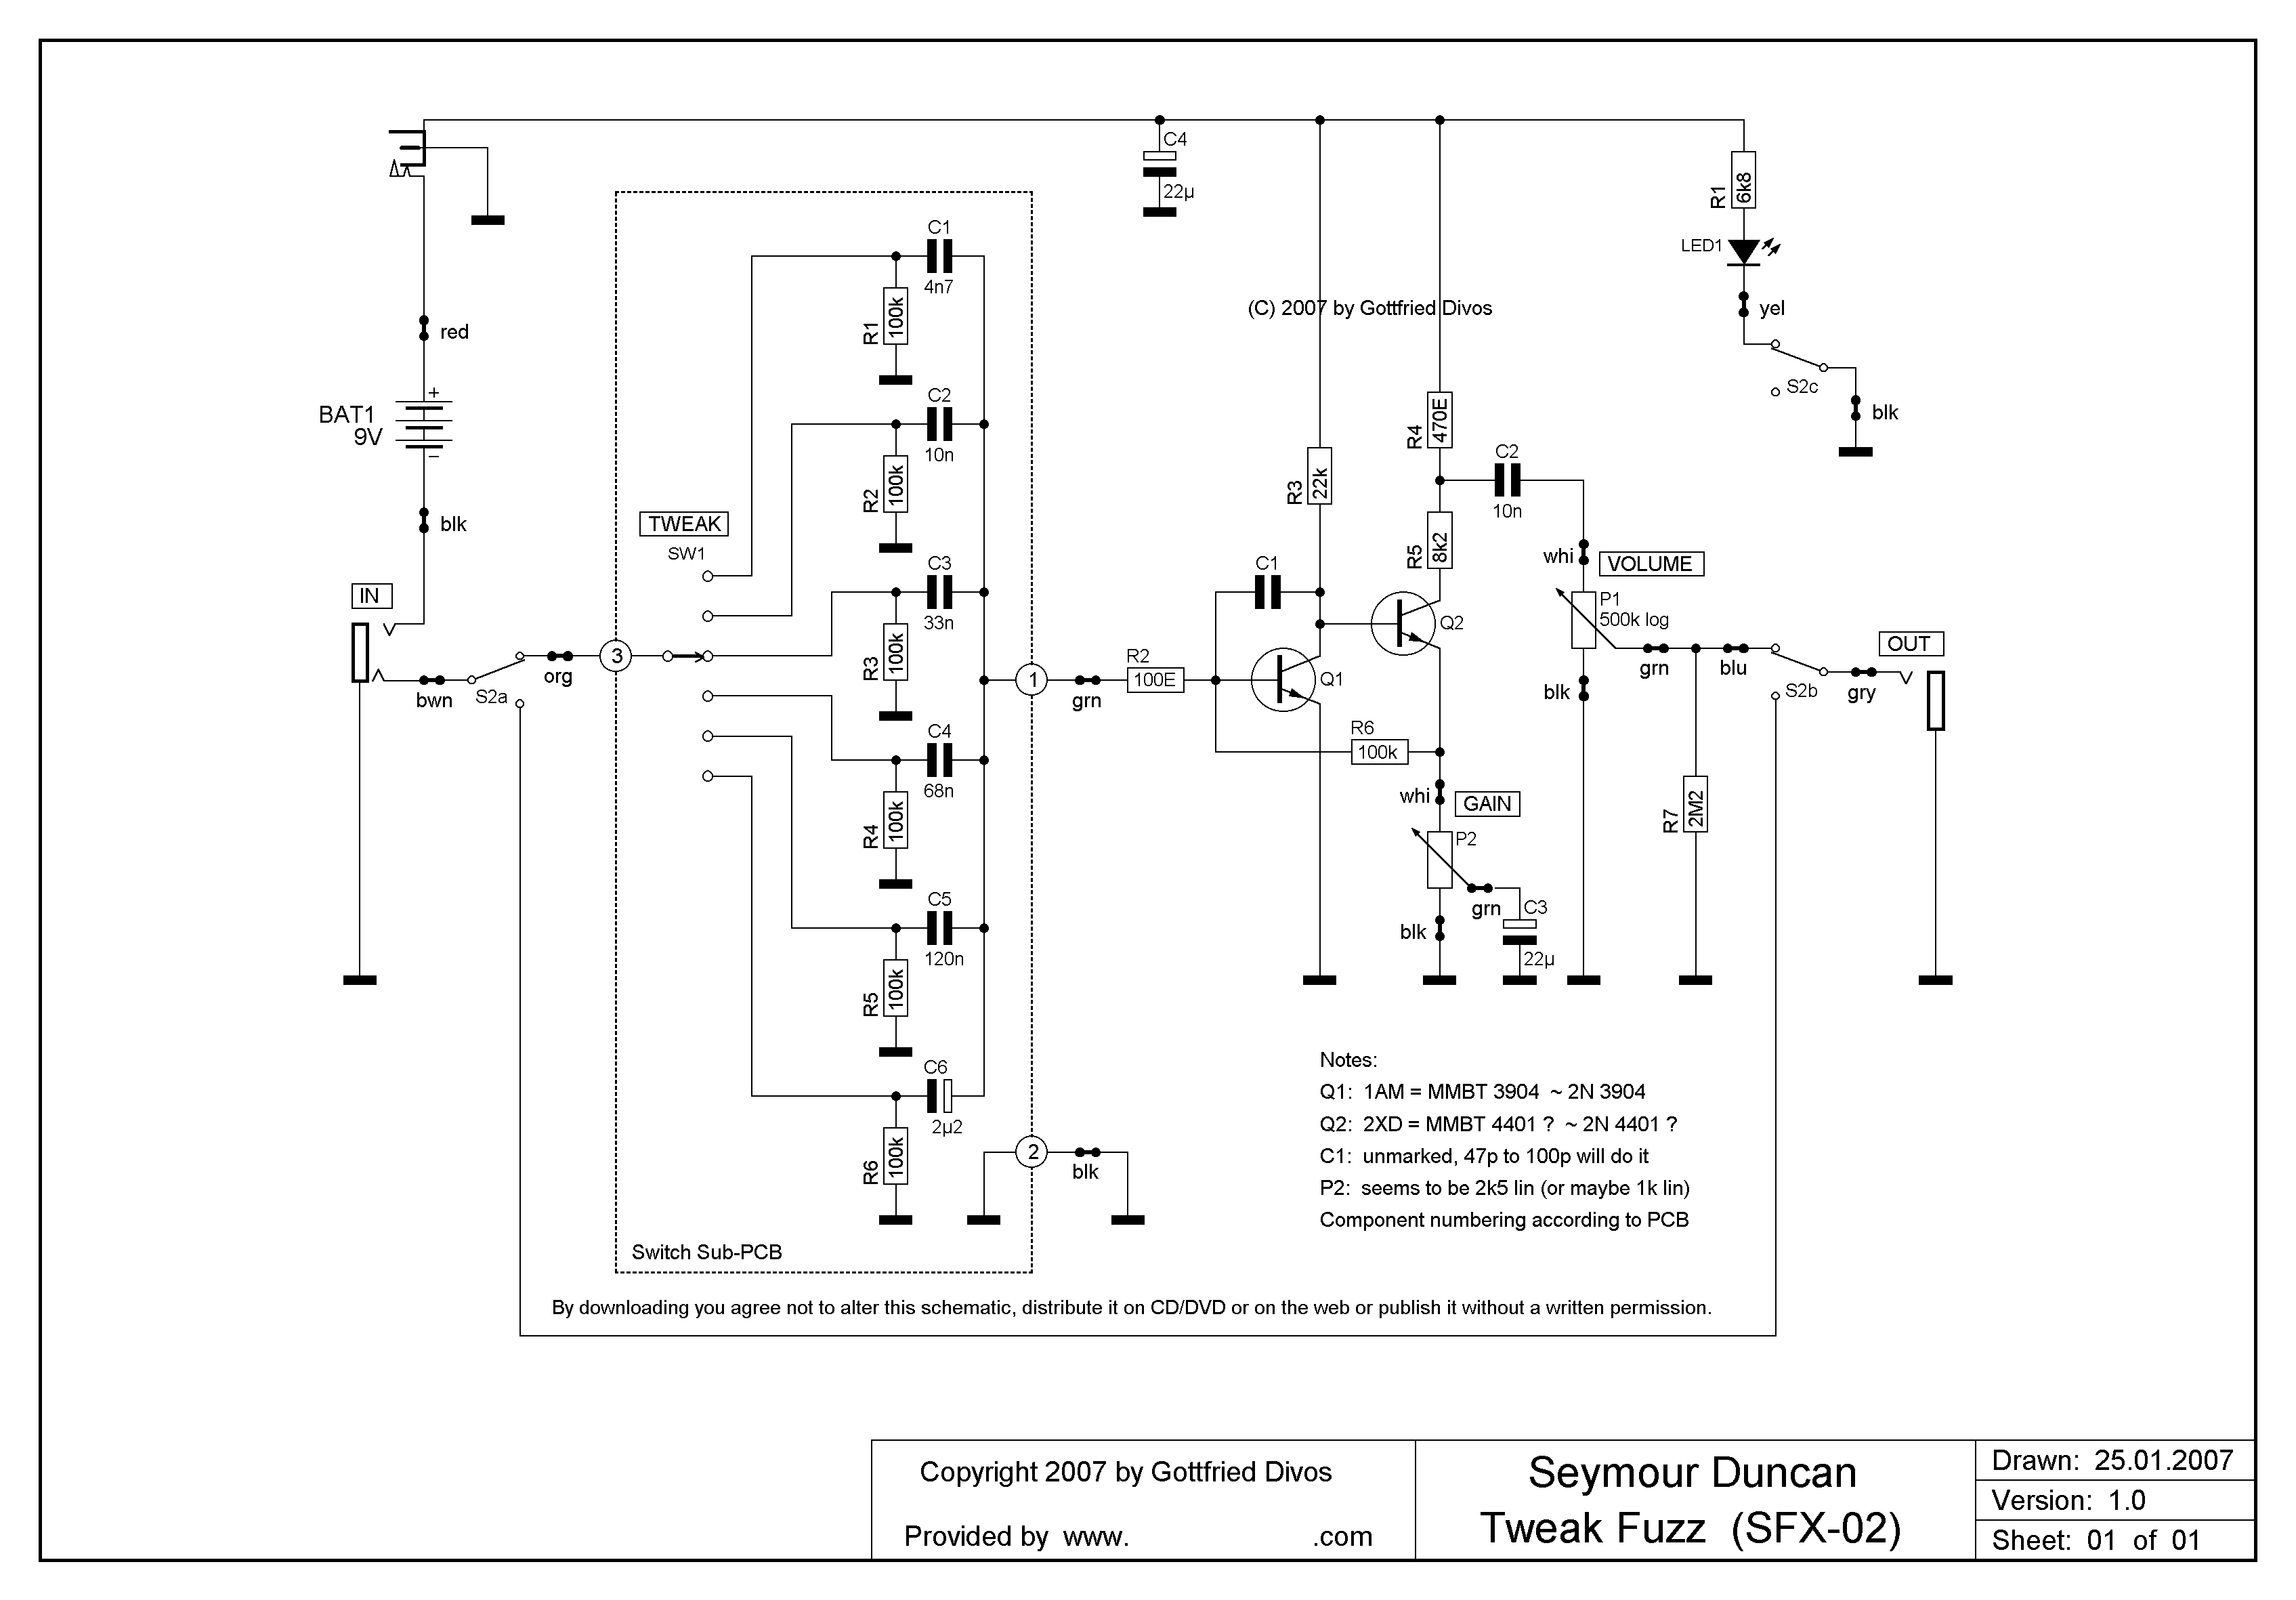 C4
22µ
R1
6k8
LED1
yel
S2c
blk
(C) 2007 by Gottfried Divos
red
BAT1
9V
+
–
blk
IN
bwn
S2a
org
3
TWEAK
SW1
C1
4n7
R1
100k
C2
10n
R2
100k
C3
33n
R3
100k
C4
68n
R4
100k
C5
120n
R5
100k
C6
2µ2
R6
100k
1
grn
2
blk
Switch Sub-PCB
R2
100E
C1
Q1
R3
22k
R4
470E
C2
10n
R5
8k2
Q2
R6
100k
whi
GAIN
P2
grn
blk
C3
22µ
whi
VOLUME
P1
500k log
grn
blk
blu
R7
2M2
S2b
gry
OUT
Notes:
Q1: 1AM = MMBT 3904 ~ 2N 3904
Q2: 2XD = MMBT 4401 ? ~ 2N 4401 ?
C1: unmarked, 47p to 100p will do it
P2: seems to be 2k5 lin (or maybe 1k lin)
Component numbering according to PCB
By downloading you agree not to alter this schematic, distribute it on CD/DVD or on the web or publish it without a written permission.
Copyright 2007 by Gottfried Divos
Provided by www. .com
Seymour Duncan
Tweak Fuzz (SFX-02)
Drawn: 25.01.2007
Version: 1.0
Sheet: 01 of 01